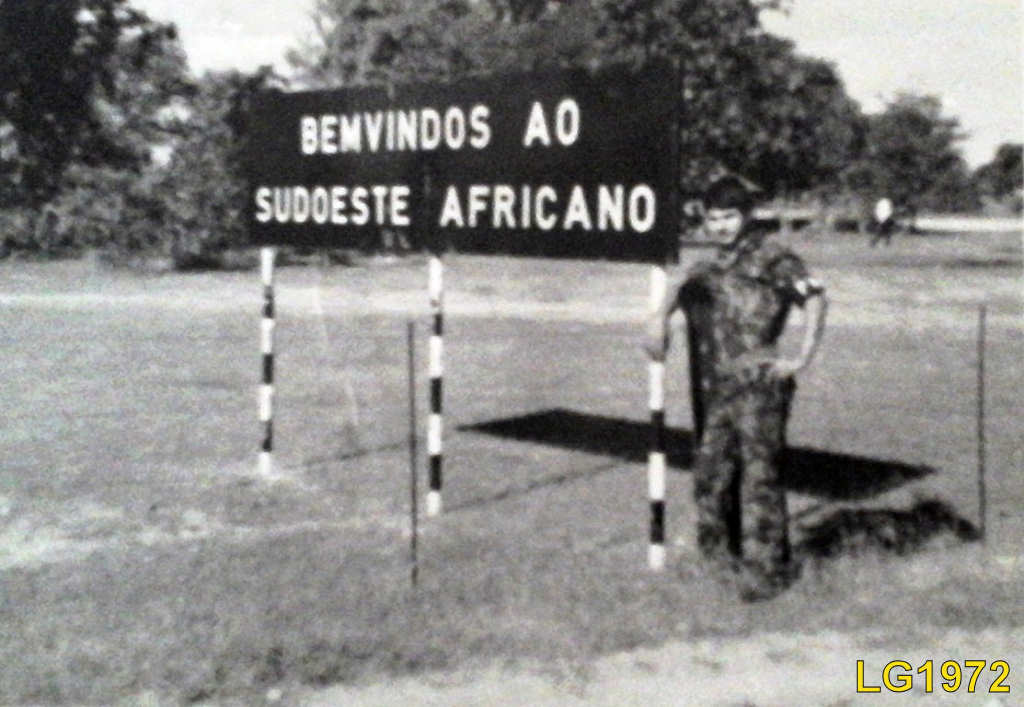 BEMVINDOS AO
SUDOESTE AFRICANO
LG1972